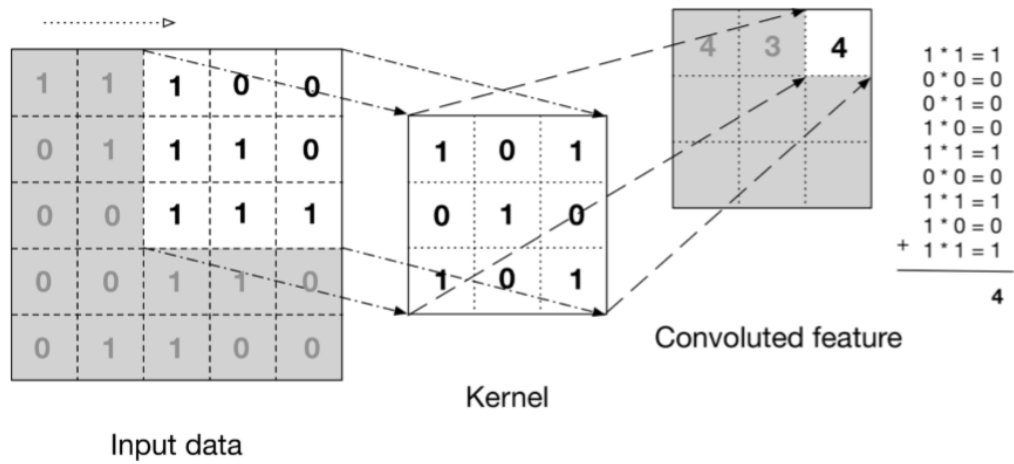 1 1 1 0 0
0 1 1 1 0
0 0 1 1 1
0 0 1 1 0
0 1 1 0 0
Input data
1 0 1
0 1 0
1 0 1
Kernel
4 3 4
Convoluted feature
1 * 1 = 1
0 * 0 = 0
0 * 1 = 0
1 * 0 = 0
1 * 1 = 1
0 * 0 = 0
1 * 1 = 1
1 * 0 = 0
+ 1 * 1 = 1
4